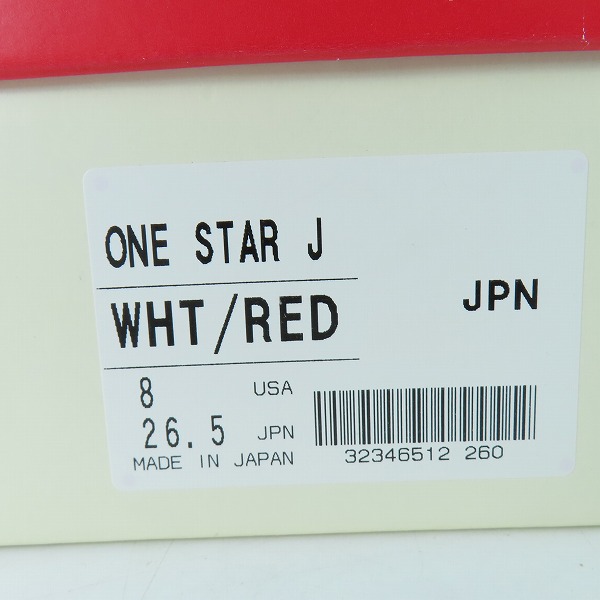 ONE STAR J
WHT/RED
JPN
8 USA
26.5 JPN
MADE IN JAPAN
32346512 260